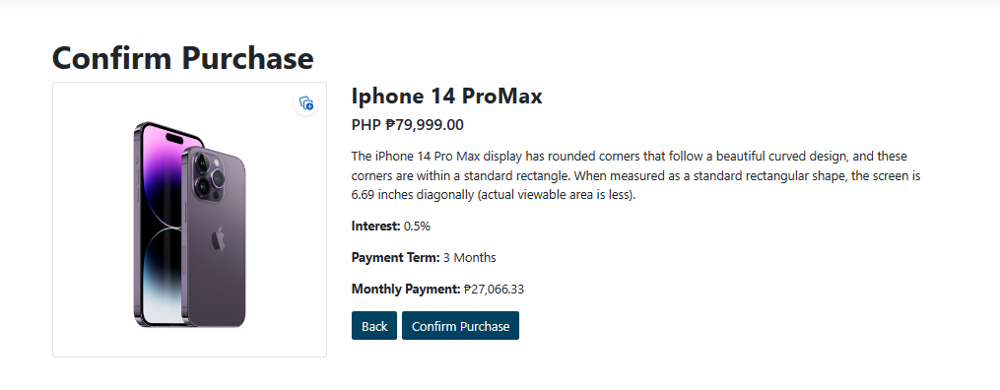 Confirm Purchase
Iphone 14 ProMax
PHP ₱79,999.00
The iPhone 14 Pro Max display has rounded corners that follow a beautiful curved design, and these
corners are within a standard rectangle. When measured as a standard rectangular shape, the screen is
6.69 inches diagonally (actual viewable area is less).
Interest: 0.5%
Payment Term: 3 Months
Monthly Payment: ₱27,066.33
Back Confirm Purchase